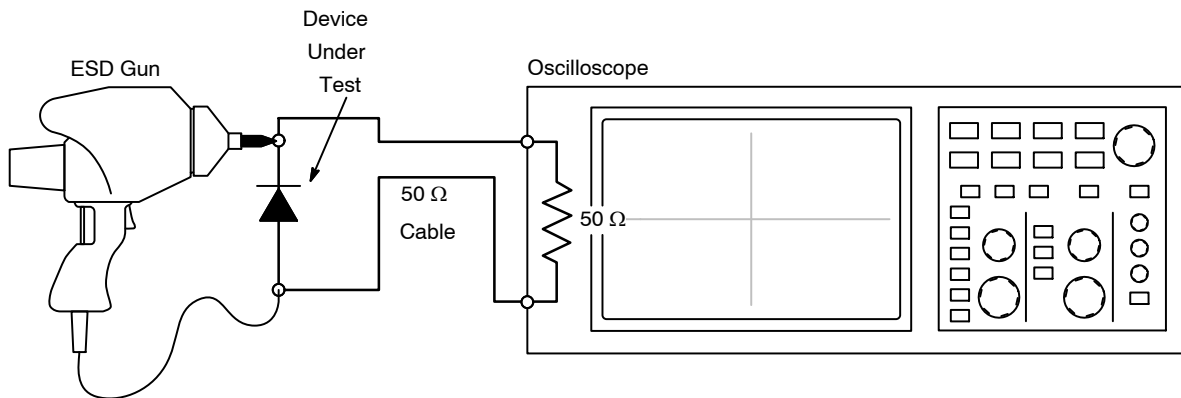 Device
Under
Test
ESD Gun
Oscilloscope
50 Ω
Cable
50 Ω